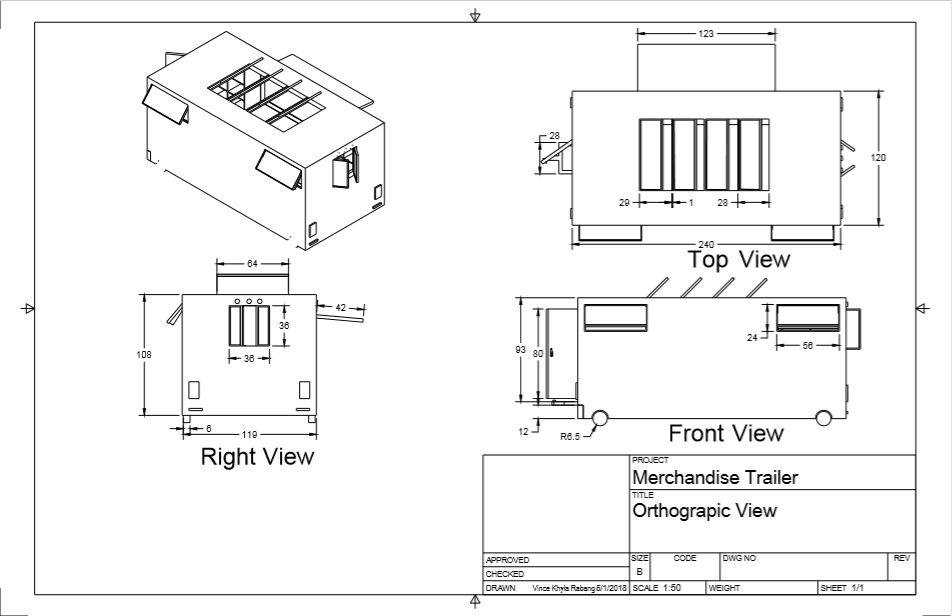 123
28
120
29
1
28
240
Top View
64
42
36
36
108
6
119
Right View
93
80
24
56
12
R6.5
Front View
PROJECT
Merchandise Trailer
TITLE
Orthograpic View
APPROVED
SIZE CODE DWG NO REV
B
CHECKED
DRAWN Vince Khyla Rabang 5/1/2018 SCALE 1:50 WEIGHT SHEET 1/1